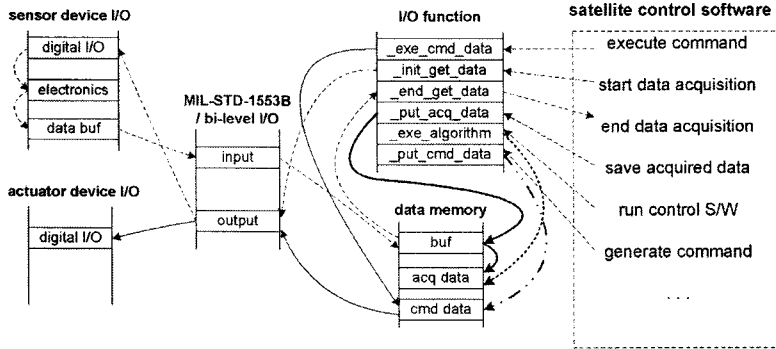 sensor device I/O
digital I/O
electronics
data buf
actuator device I/O
digital I/O
MIL-STD-1553B
/ bi-level I/O
input
output
I/O function
_exe_cmd_data
_init_get_data
_end_get_data
_put_acq_data
_exe_algorithm
_put_cmd_data
data memory
buf
acq data
cmd data
satellite control software
execute command
start data acquisition
end data acquisition
save acquired data
run control S/W
generate command
. . .